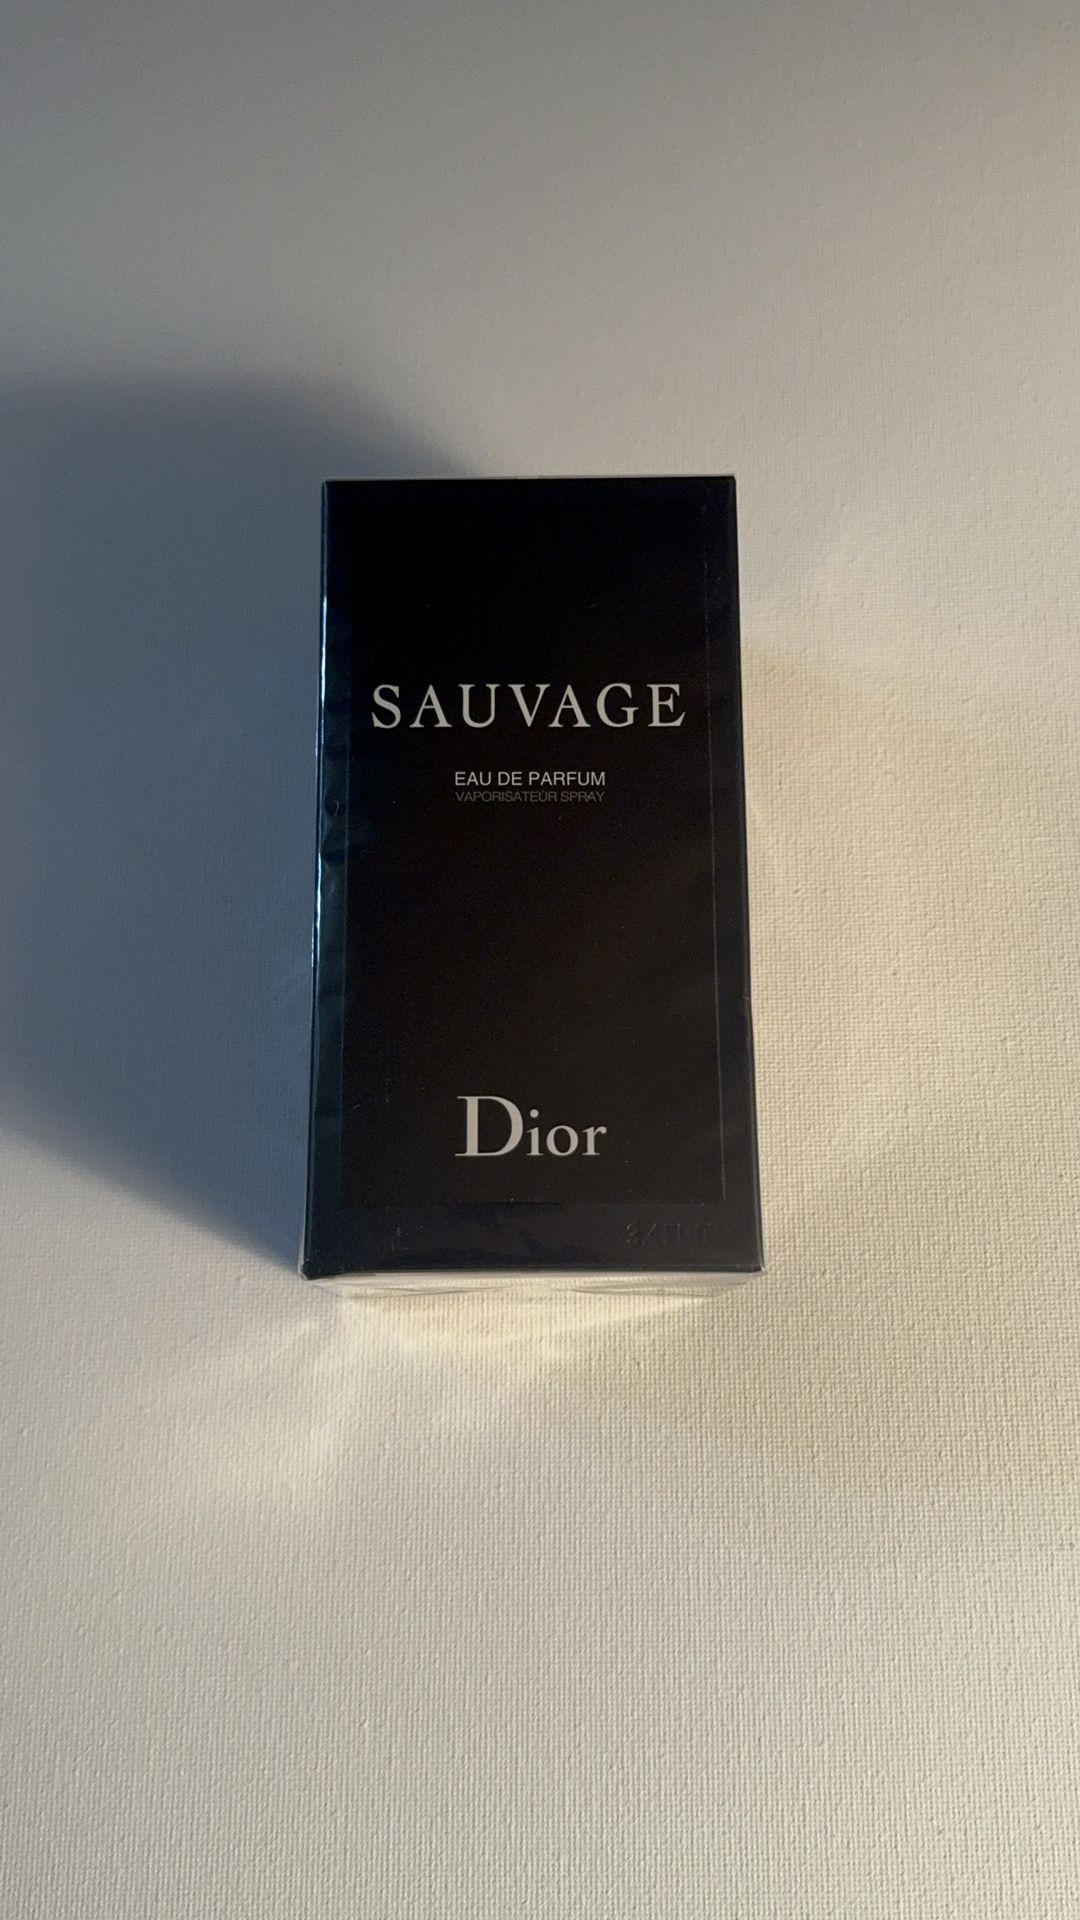 SAUVAGE
EAU DE PARFUM
VAPORISATEUR SPRAY
Dior